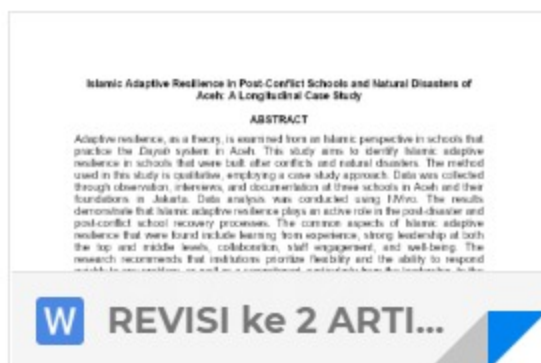 Islamic Adaptive Resilience in Post-Conflict Schools and Natural Disasters of
Aceh: A Longitudinal Case Study
ABSTRACT
Adaptive resilience, as a theory, is examined from an Islamic perspective in schools that
practice the Dayah system in Aceh. This study aims to identify Islamic adaptive
resilience in schools that were built after conflicts and natural disasters. The method
used in this study is qualitative, employing a case study approach. Data was collected
through observation, interviews, and documentation at three schools in Aceh and their
foundations in Jakarta. Data analysis was conducted using NVivo. The results
demonstrate that Islamic adaptive resilience plays an active role in the post-disaster and
post-conflict school recovery processes. The common aspects of Islamic adaptive
resilience that were found include learning from experience, strong leadership at both
the top and middle levels, collaboration, staff engagement, and well-being. The
research recommends that institutions prioritize flexibility and the ability to respond
W REVISI ke 2 ARTI...